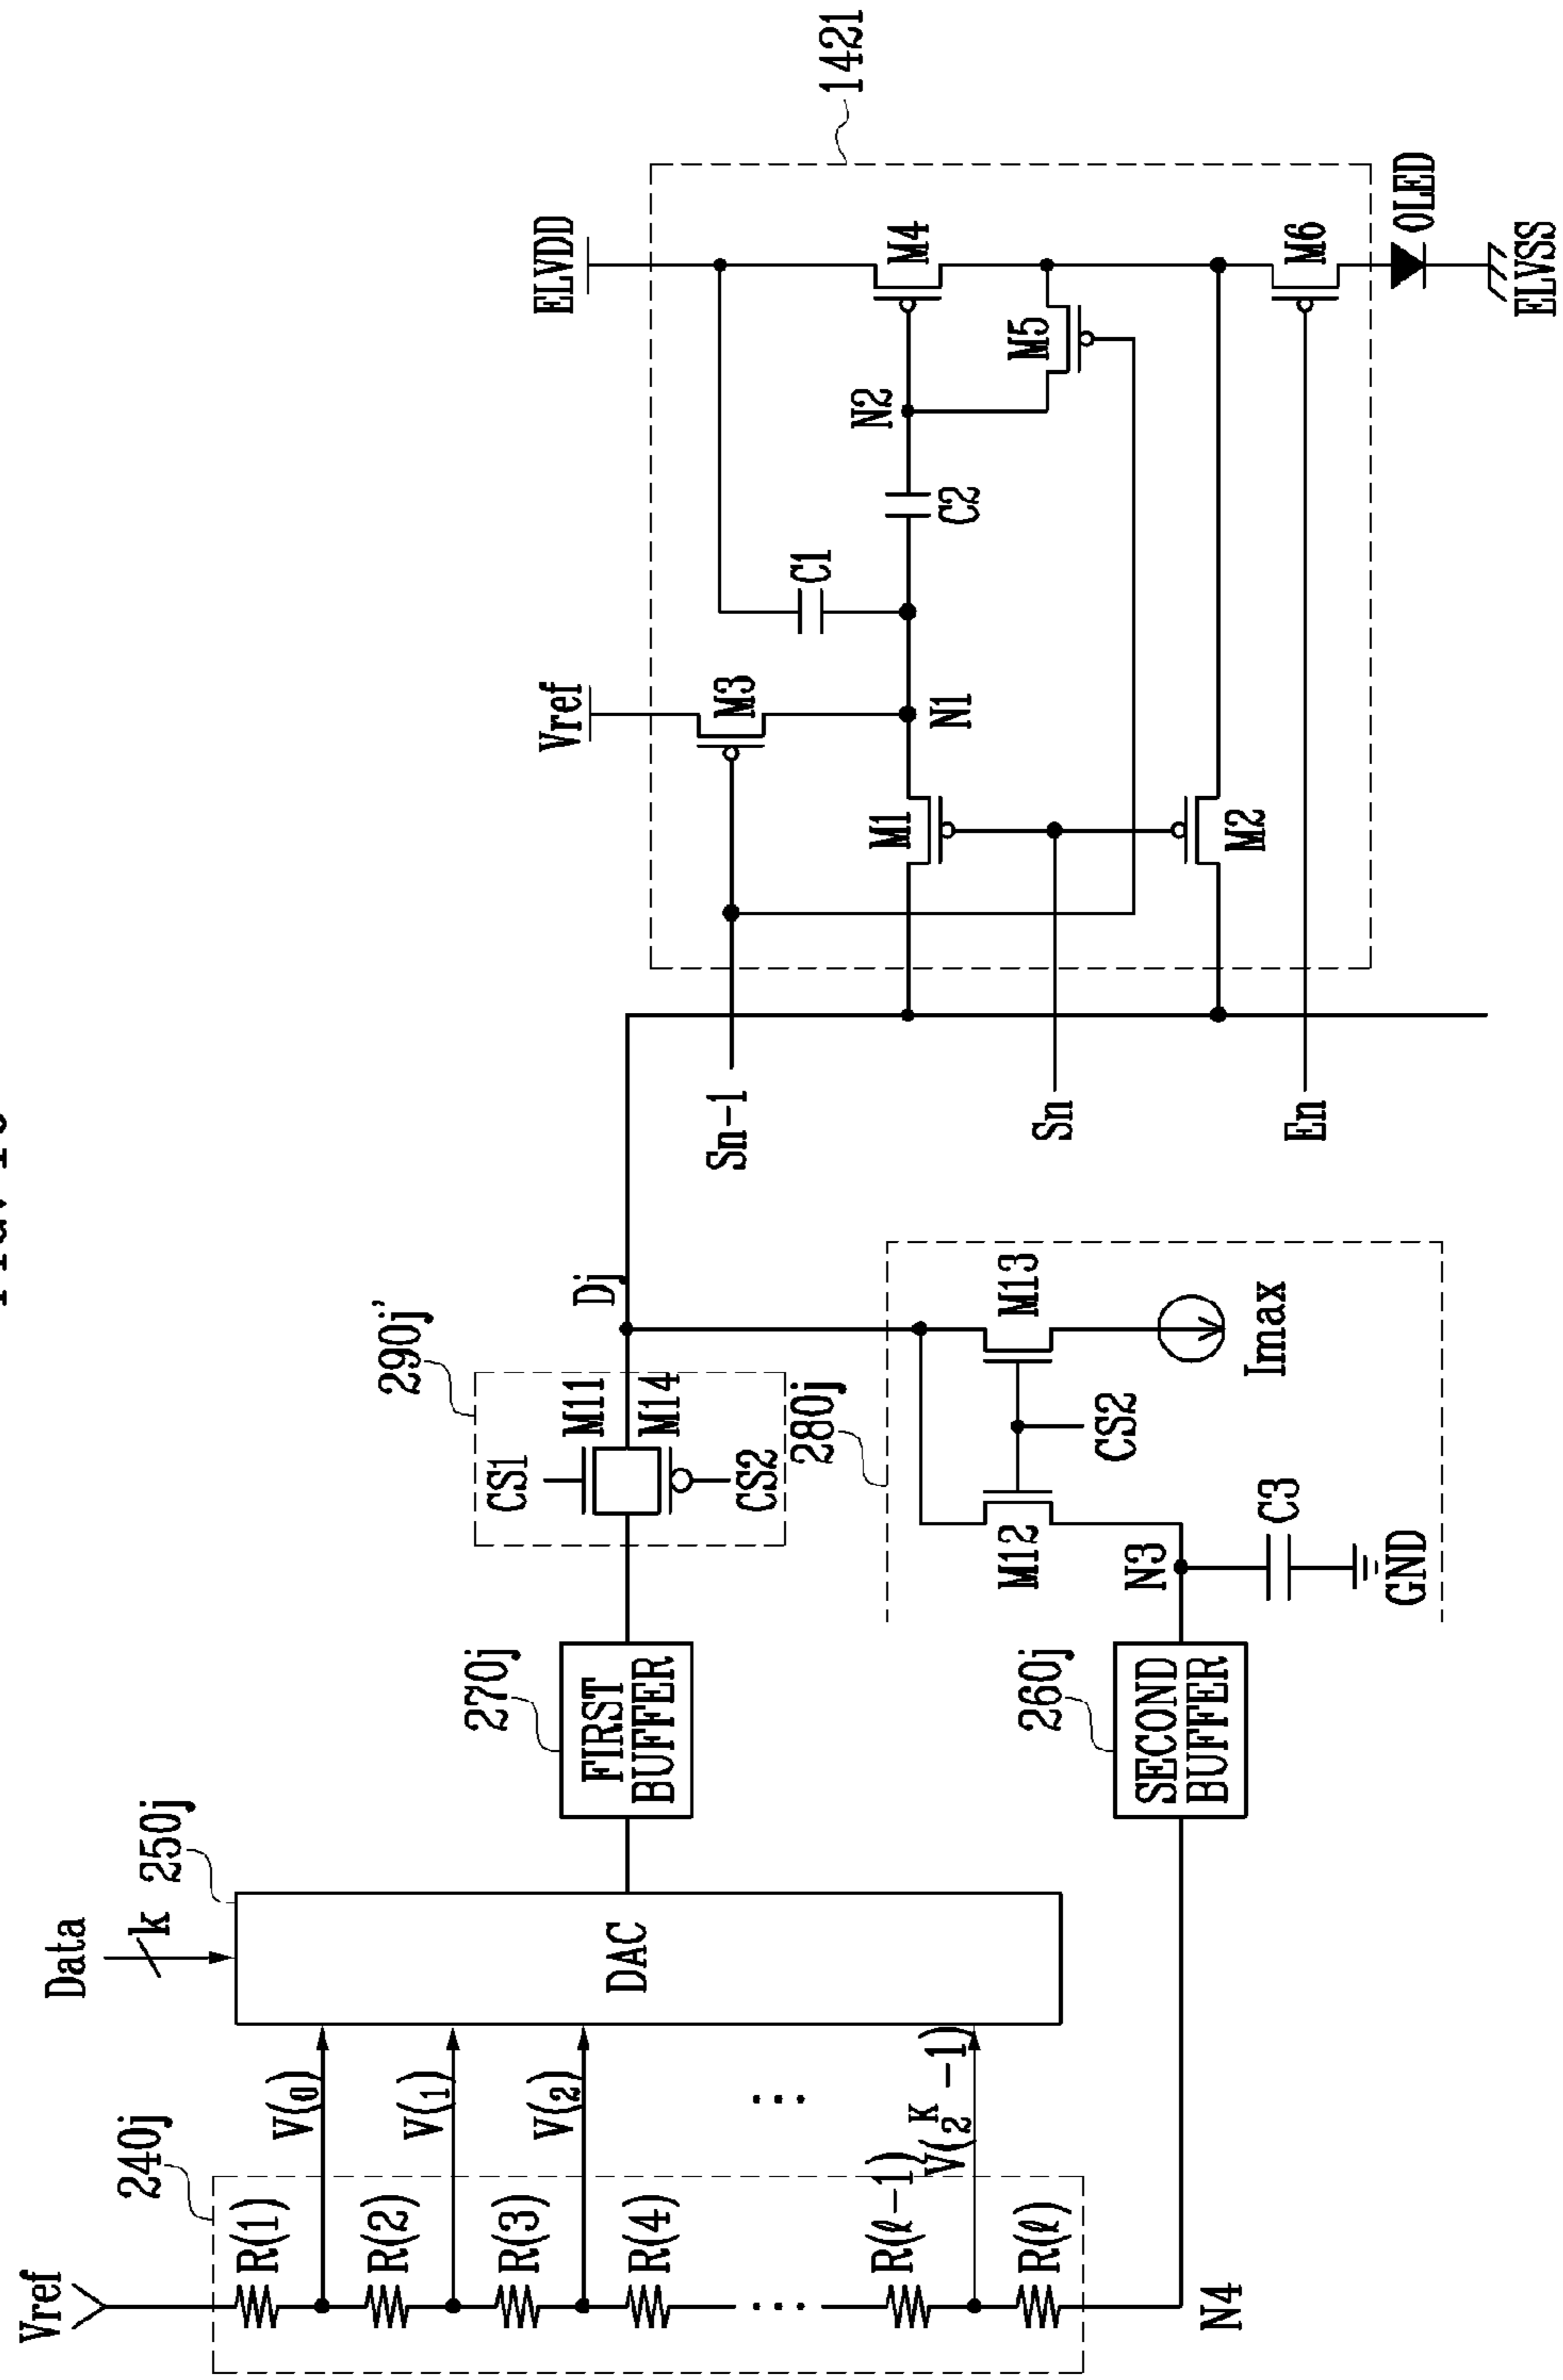 Vref
240j
R(1)
R(2)
R(3)
R(4)
R(ℓ-1)
R(ℓ)
N4
V(0)
V(1)
V(2)
...
...
V(2^K-1)
Data
k
250j
DAC
270j
FIRST
BUFFER
260j
SECOND
BUFFER
290j"
CS1
M11
M14
CS2
Dj
280j
M12
M13
CS2
N3
C3
GND
Imax
Sn-1
Sn
En
Vref
ELVDD
1421
M3
C1
M4
N1
N2
C2
M5
M1
M2
M6
OLED
ELVSS